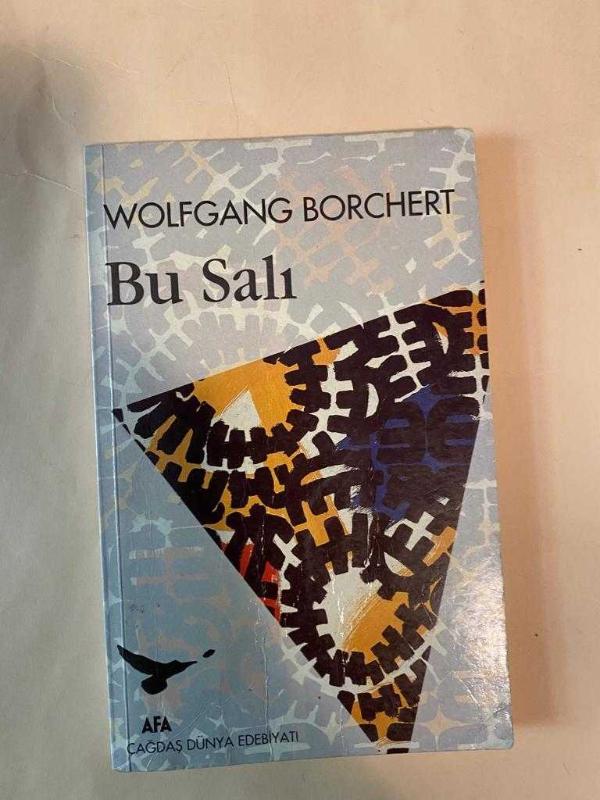 WOLFGANG BORCHERT
Bu Salı
AFA
ÇAĞDAŞ DÜNYA EDEBİYATI